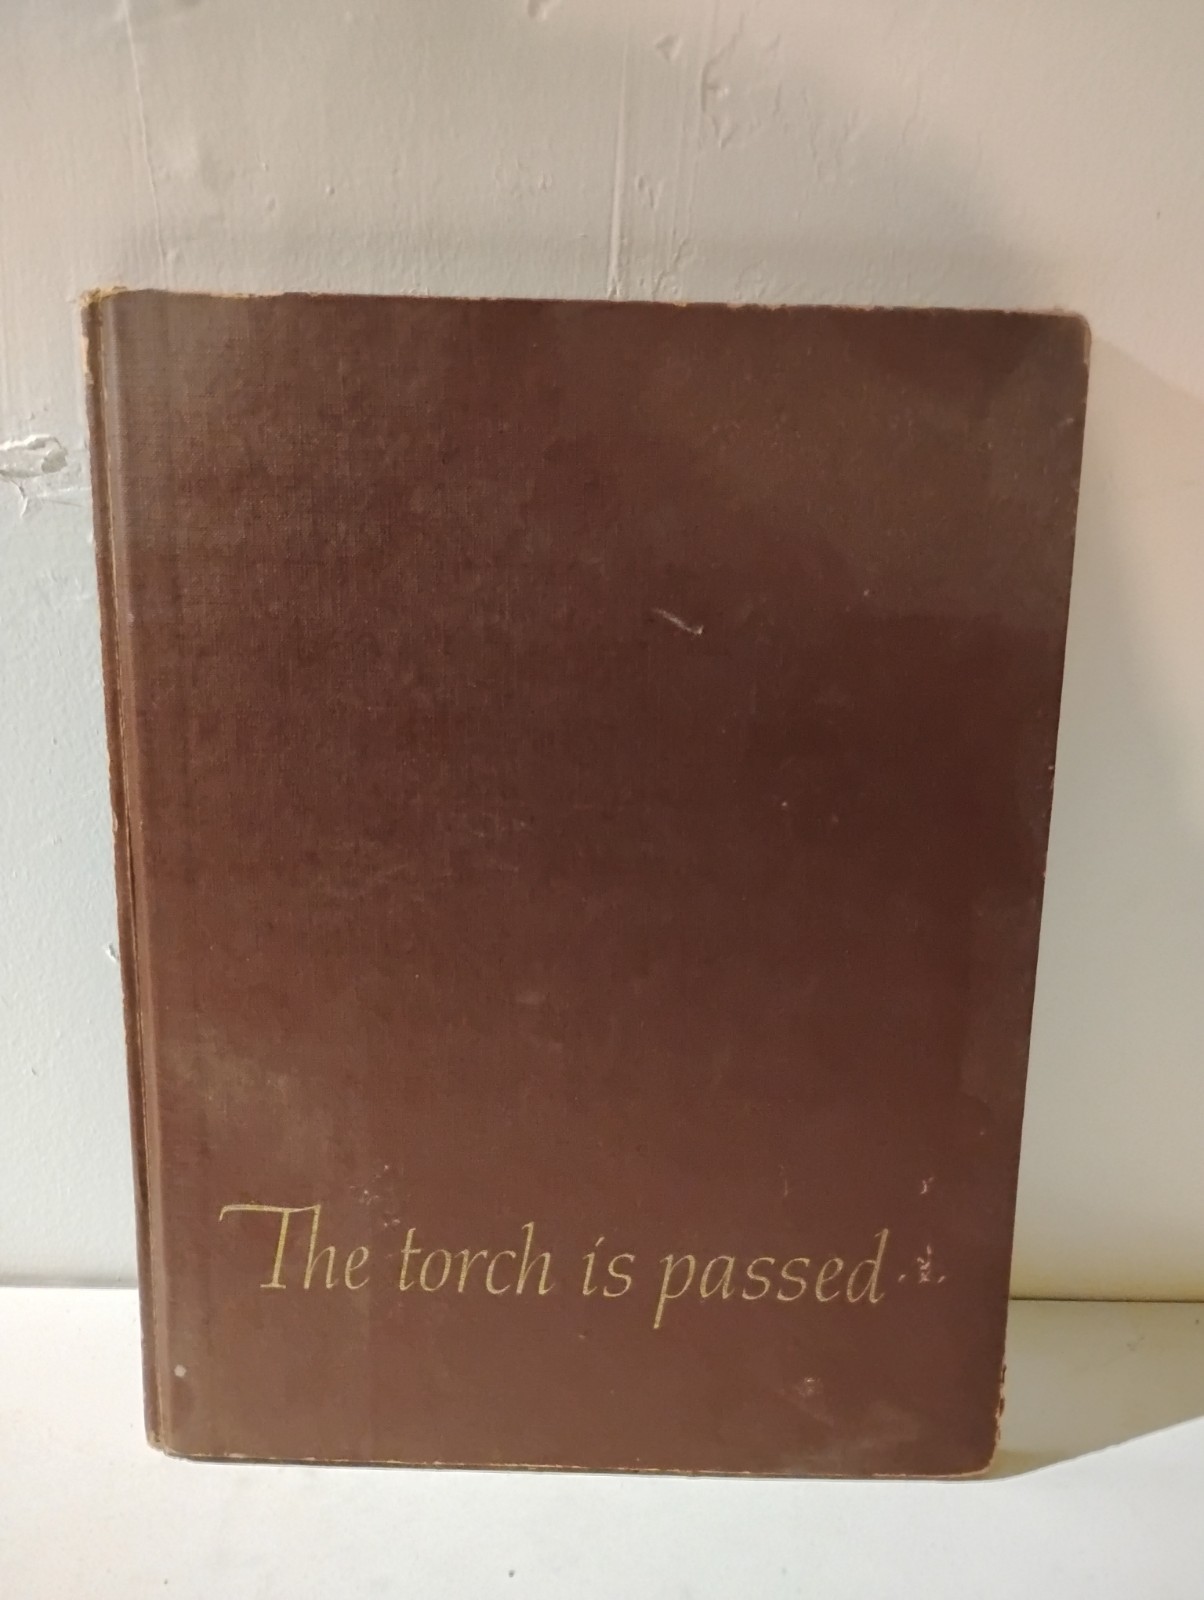 The torch is passed